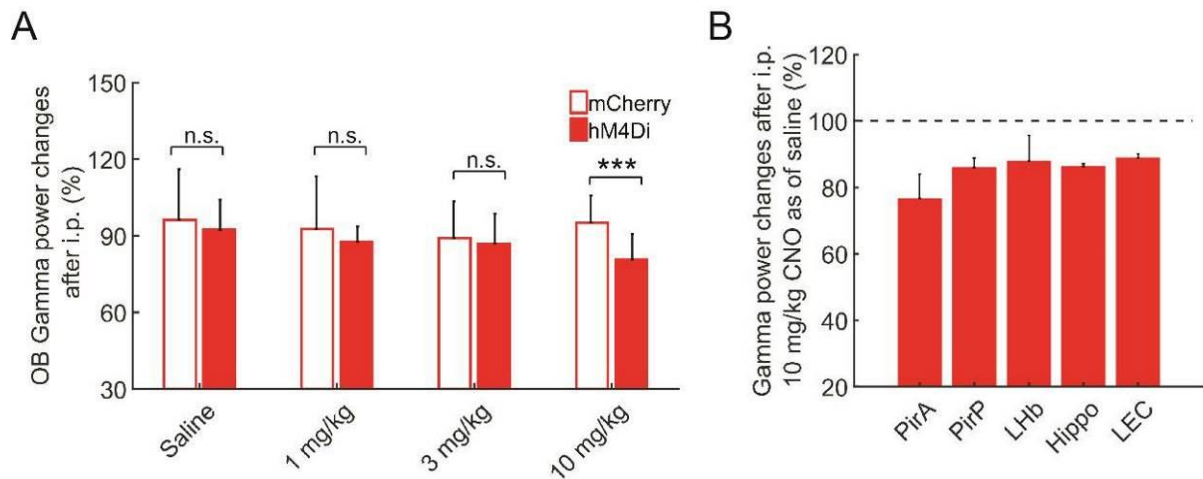 A
OB Gamma power changes
after i.p. (%)
150
120
90
60
30
n.s.
n.s.
n.s.
***
mCherry
hM4Di
Saline
1 mg/kg
3 mg/kg
10 mg/kg
B
Gamma power changes after i.p.
10 mg/kg CNO as of saline (%)
120
100
80
60
40
20
PirA
PirP
LHb
Hippo
LEC